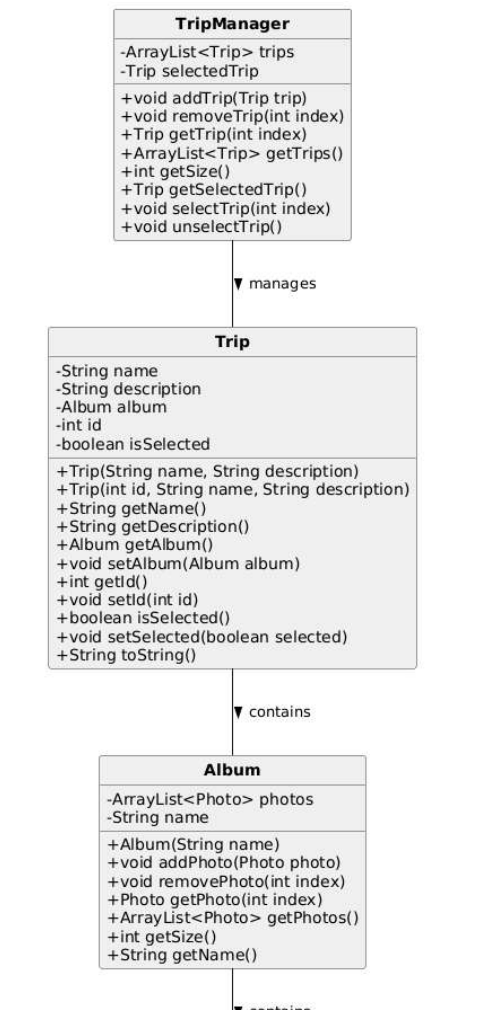 TripManager
-ArrayList<Trip> trips
-Trip selectedTrip
+void addTrip(Trip trip)
+void removeTrip(int index)
+Trip getTrip(int index)
+ArrayList<Trip> getTrips()
+int getSize()
+Trip getSelectedTrip()
+void selectTrip(int index)
+void unselectTrip()
manages
Trip
-String name
-String description
-Album album
-int id
-boolean isSelected
+Trip(String name, String description)
+Trip(int id, String name, String description)
+String getName()
+String getDescription()
+Album getAlbum()
+void setAlbum(Album album)
+int getId()
+void setId(int id)
+boolean isSelected()
+void setSelected(boolean selected)
+String toString()
contains
Album
-ArrayList<Photo> photos
-String name
+Album(String name)
+void addPhoto(Photo photo)
+void removePhoto(int index)
+Photo getPhoto(int index)
+ArrayList<Photo> getPhotos()
+int getSize()
+String getName()
contains